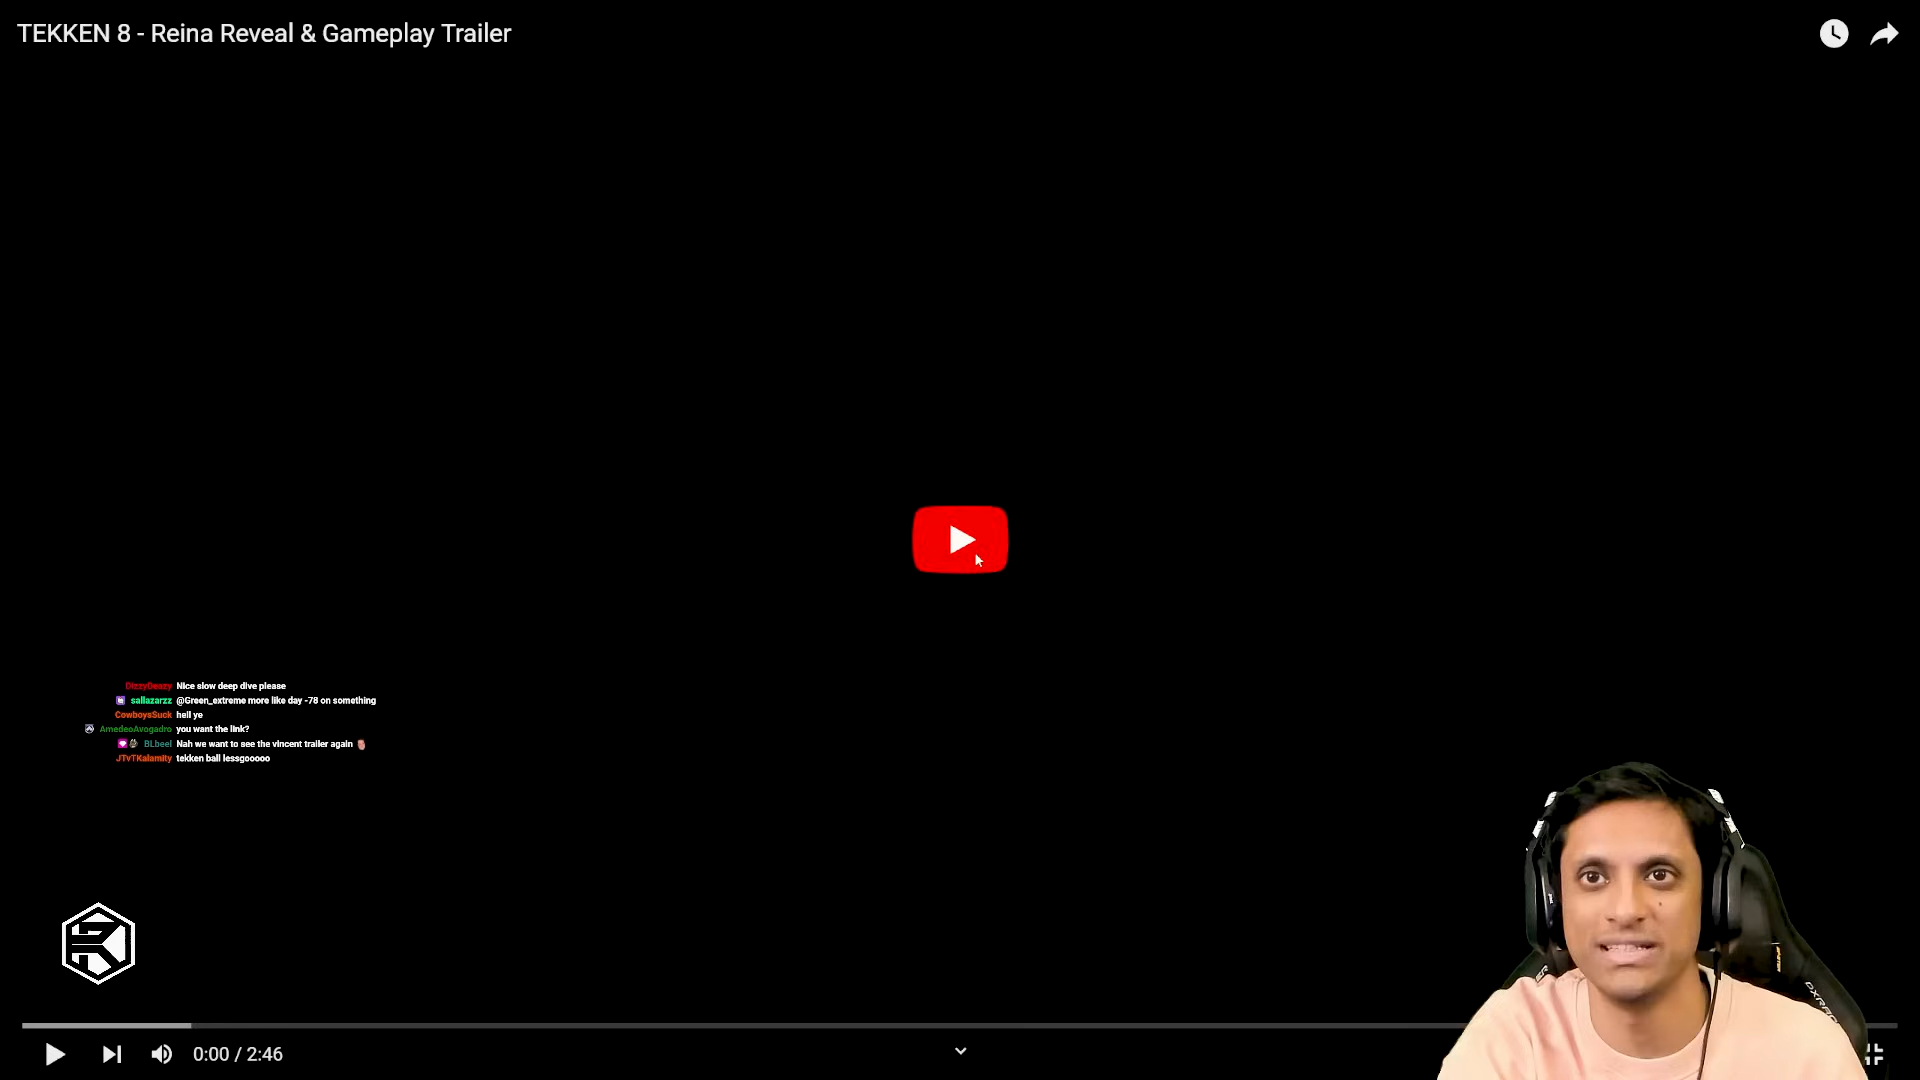 TEKKEN 8 - Reina Reveal & Gameplay Trailer
DizzyDeezy Nice slow deep dive please
sallazarzz @Green_extreme more like day -78 on something
CowboysSuck hell ye
AmedeoAvogadro you want the link?
BLbeel Nah we want to see the vincent trailer again
JTvTKalamity tekken ball lessgooooo
0:00 / 2:46